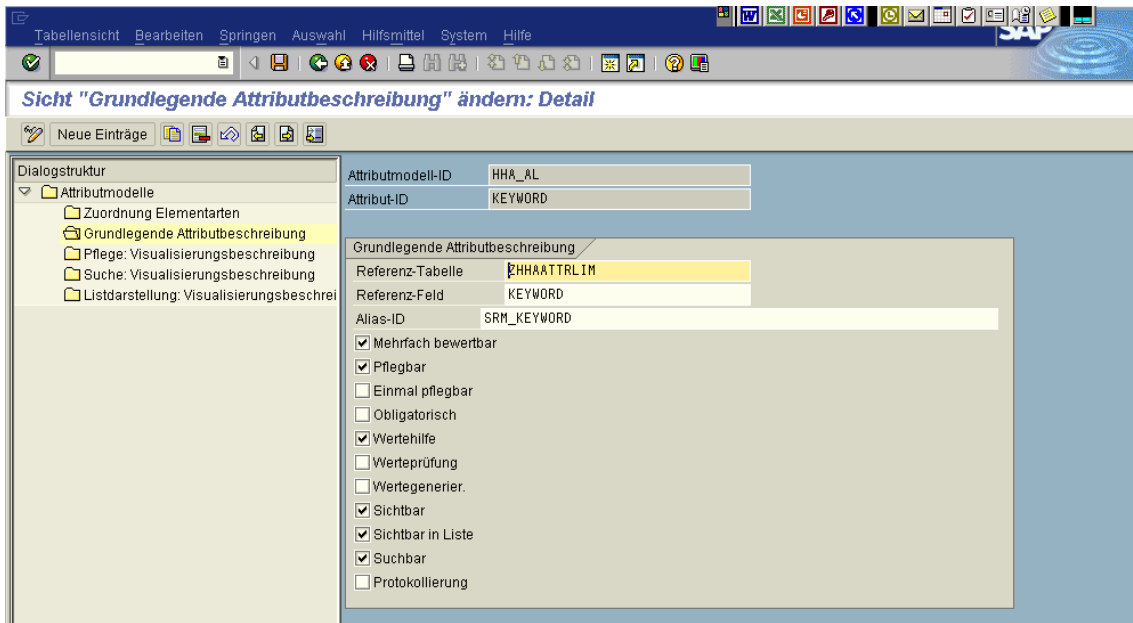 Tabellensicht Bearbeiten Springen Auswahl Hilfsmittel System Hilfe
SAP
Sicht "Grundlegende Attributbeschreibung" ändern: Detail
Neue Einträge
Dialogstruktur
Attributmodelle
Zuordnung Elementarten
Grundlegende Attributbeschreibung
Pflege: Visualisierungsbeschreibung
Suche: Visualisierungsbeschreibung
Listdarstellung: Visualisierungsbeschrei
Attributmodell-ID HHA_AL
Attribut-ID KEYWORD
Grundlegende Attributbeschreibung
Referenz-Tabelle ZHHAATTRLIM
Referenz-Feld KEYWORD
Alias-ID SRM_KEYWORD
Mehrfach bewertbar
Pflegbar
Einmal pflegbar
Obligatorisch
Wertehilfe
Werteprüfung
Wertegenerier.
Sichtbar
Sichtbar in Liste
Suchbar
Protokollierung